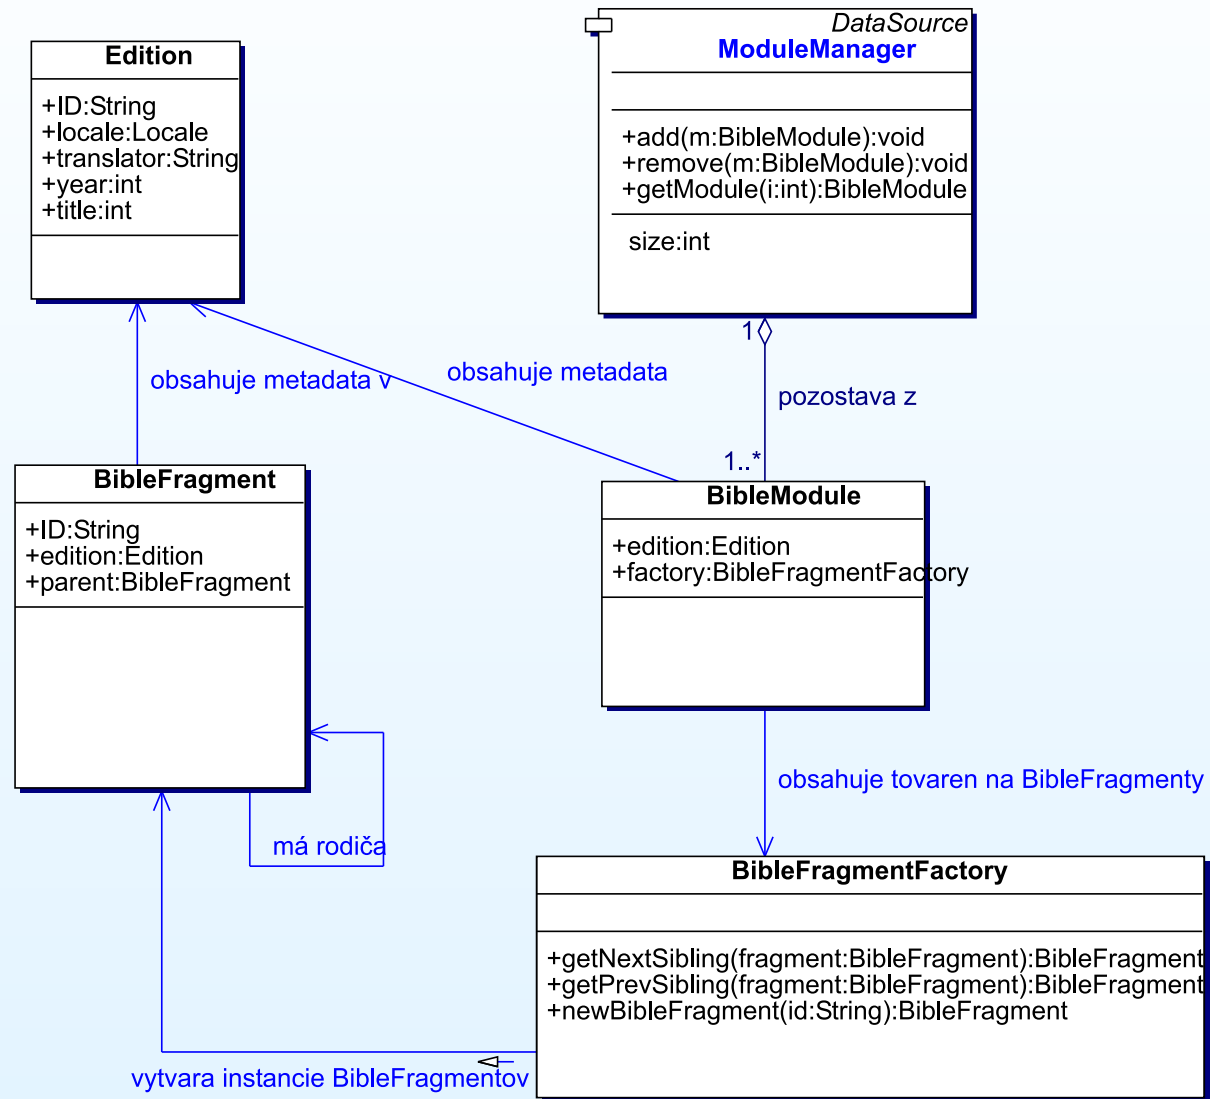 Edition
+ID:String
+locale:Locale
+translator:String
+year:int
+title:int
DataSource
ModuleManager
+add(m:BibleModule):void
+remove(m:BibleModule):void
+getModule(i:int):BibleModule
size:int
1
obsahuje metadata v
obsahuje metadata
pozostava z
1..*
BibleFragment
+ID:String
+edition:Edition
+parent:BibleFragment
BibleModule
+edition:Edition
+factory:BibleFragmentFactory
obsahuje tovaren na BibleFragmenty
má rodiča
BibleFragmentFactory
+getNextSibling(fragment:BibleFragment):BibleFragment
+getPrevSibling(fragment:BibleFragment):BibleFragment
+newBibleFragment(id:String):BibleFragment
vytvara instancie BibleFragmentov